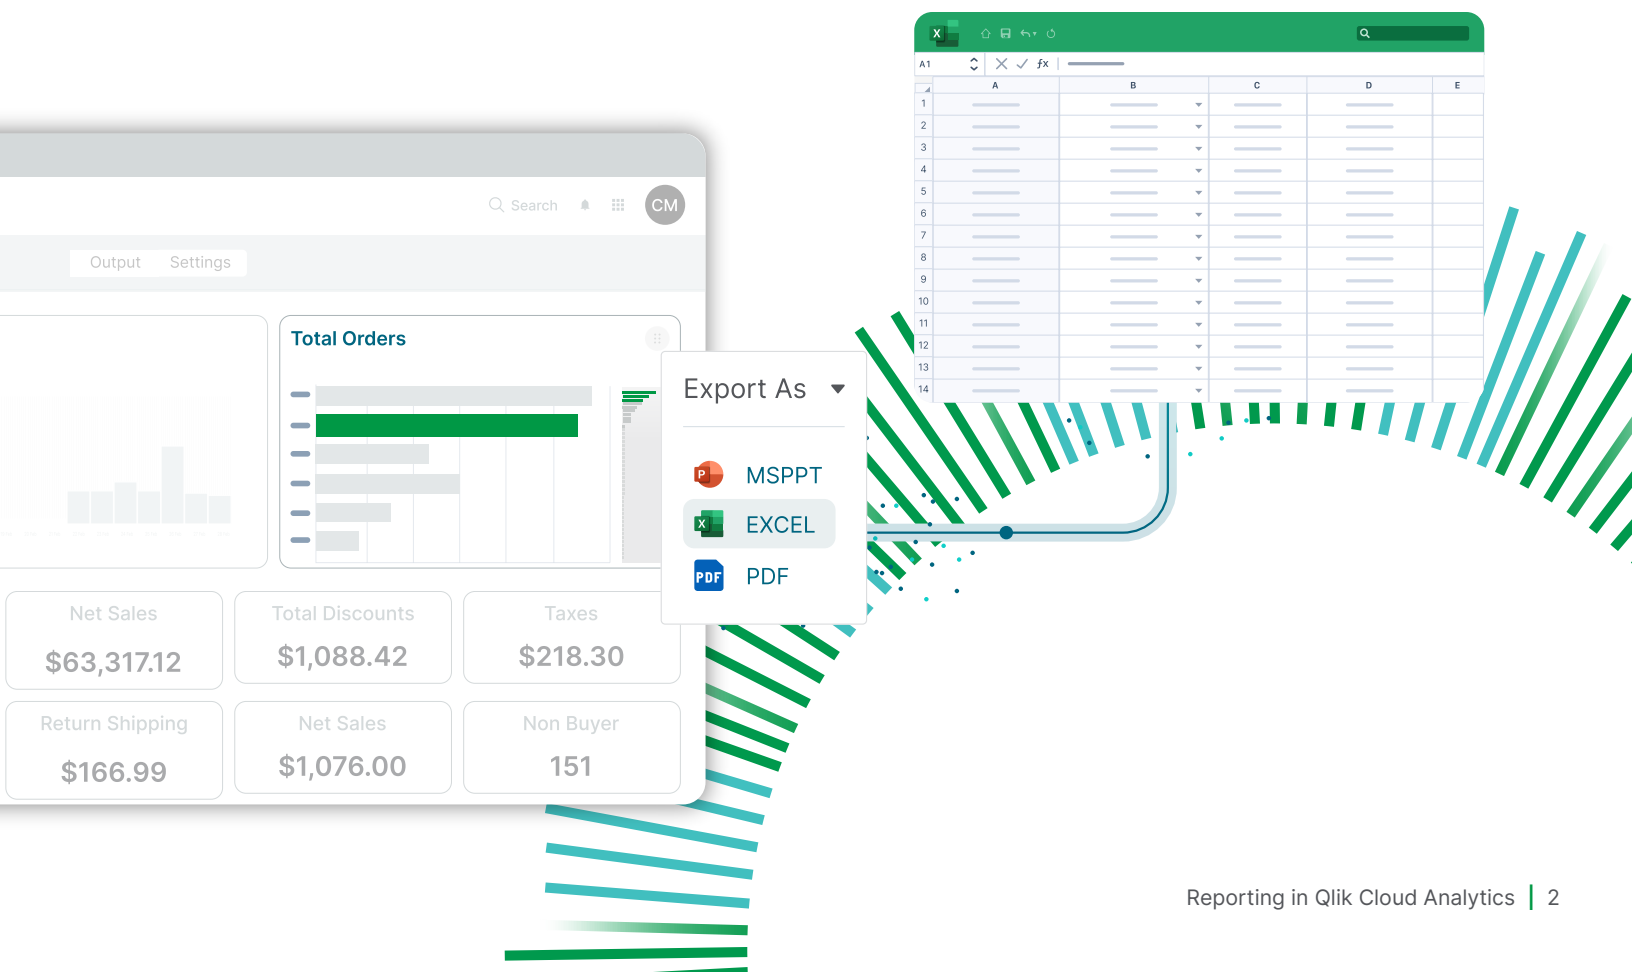 X
A1
fx
A B C D E
1
2
3
4
5
6
7
8
9
10
11
12
13
14
Search
CM
Output Settings
Total Orders
Export As
P MSPPT
X EXCEL
PDF PDF
Net Sales
$63,317.12
Total Discounts
$1,088.42
Taxes
$218.30
Return Shipping
$166.99
Net Sales
$1,076.00
Non Buyer
151
Reporting in Qlik Cloud Analytics | 2